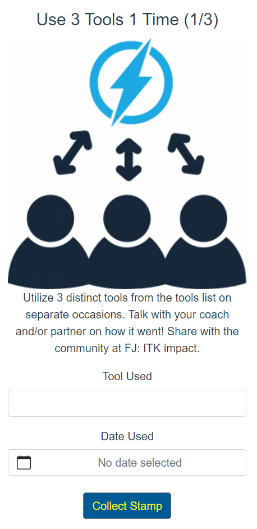 Use 3 Tools 1 Time (1/3)
Utilize 3 distinct tools from the tools list on
separate occasions. Talk with your coach
and/or partner on how it went! Share with the
community at FJ: ITK impact.
Tool Used
Date Used
No date selected
Collect Stamp